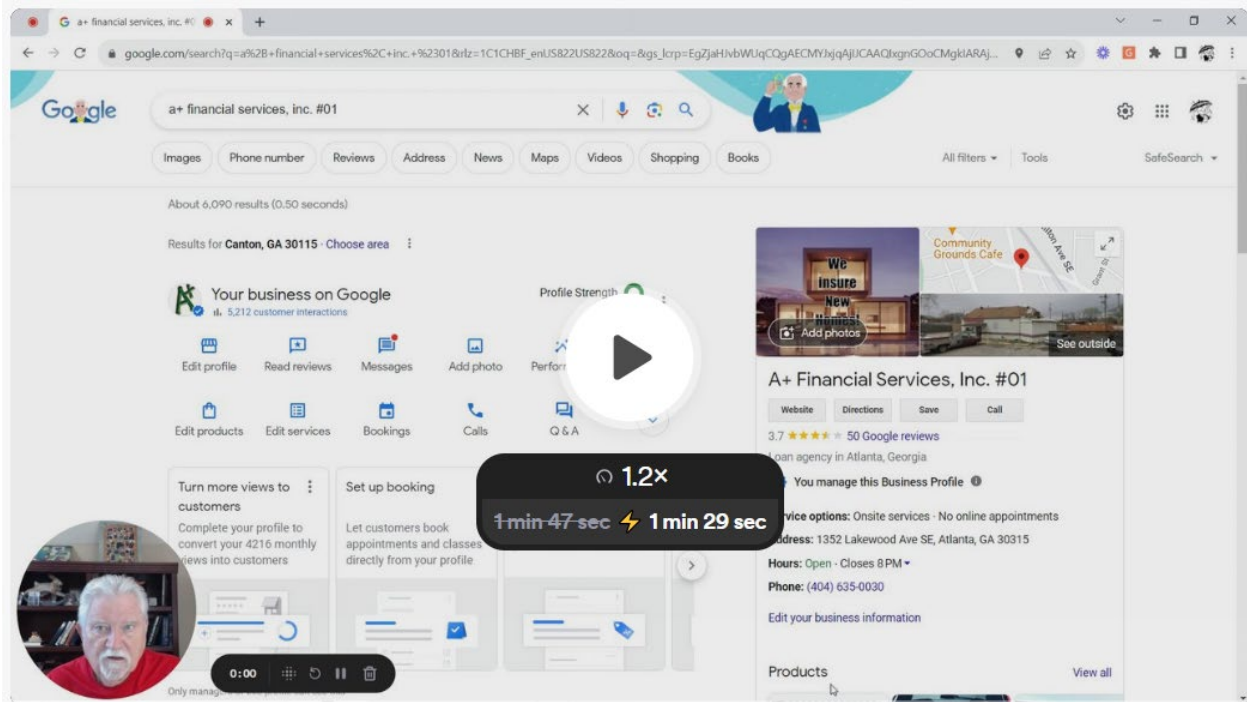 a+ financial services, inc. #0
google.com/search?q=a%2B+financial+services%2C+inc.+%2301&rlz=1C1CHBF_enUS822US822&oq=&gs_lcrp=
Google
a+ financial services, inc. #01
Images Phone number Reviews Address News Maps Videos Shopping Books
All filters Tools SafeSearch
About 6,090 results (0.50 seconds)
Results for Canton, GA 30115 · Choose area
Your business on Google
5,212 customer interactions
Profile Strength
Edit profile Read reviews Messages Add photo Perfor
Edit products Edit services Bookings Calls Q & A
Turn more views to customers
Complete your profile to
convert your 4216 monthly
views into customers
Set up booking
Let customers book
appointments and classes
directly from your profile
1.2×
1 min 47 sec ⚡ 1 min 29 sec
0:00
Only manag
We
insure
New
Homes!
Add photos
Community
Grounds Cafe
See outside
A+ Financial Services, Inc. #01
Website Directions Save Call
3.7 50 Google reviews
Loan agency in Atlanta, Georgia
You manage this Business Profile
rvice options: Onsite services · No online appointments
ddress: 1352 Lakewood Ave SE, Atlanta, GA 30315
Hours: Open · Closes 8 PM
Phone: (404) 635-0030
Edit your business information
Products View all